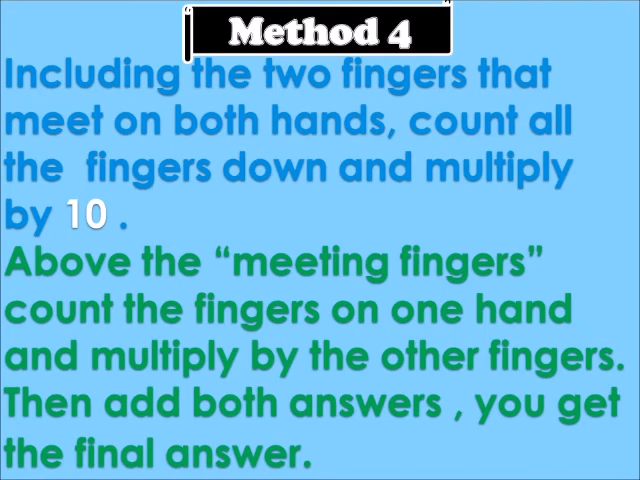 Method 4
Including the two fingers that
meet on both hands, count all
the fingers down and multiply
by 10 .
Above the “meeting fingers”
count the fingers on one hand
and multiply by the other fingers.
Then add both answers , you get
the final answer.